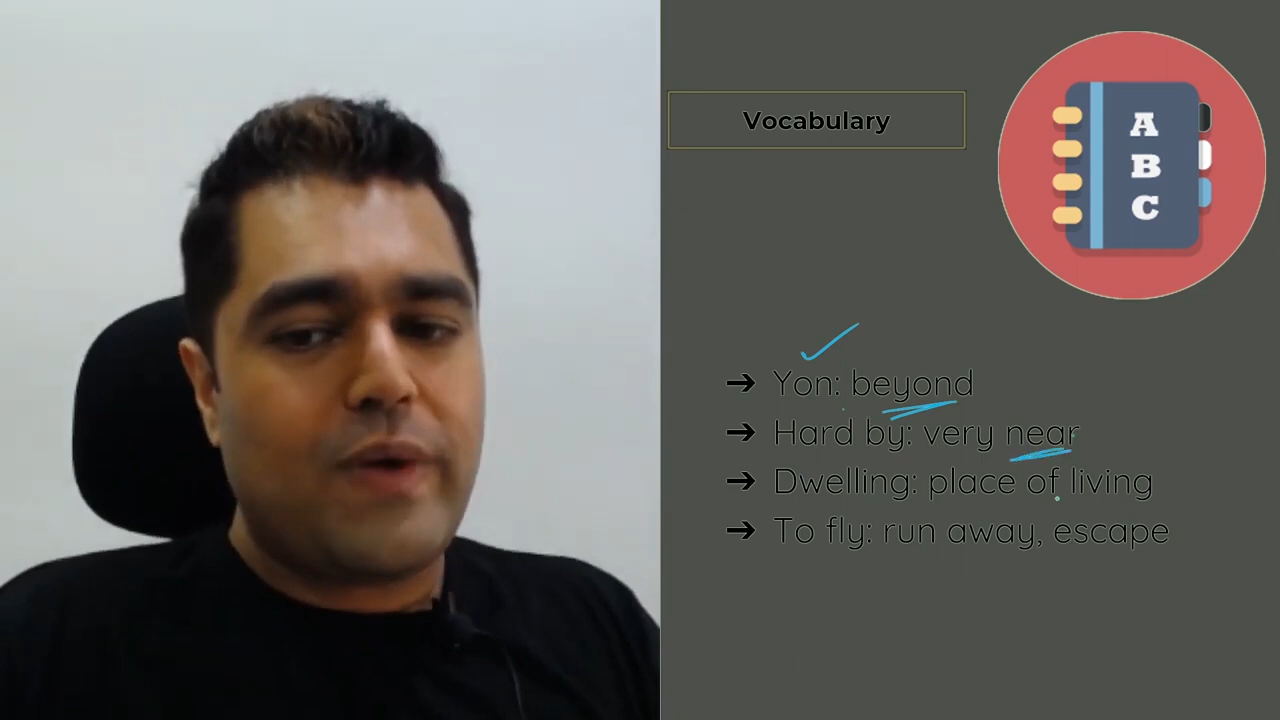 Vocabulary
A
B
C
➔ Yon: beyond
➔ Hard by: very near
➔ Dwelling: place of living
➔ To fly: run away, escape